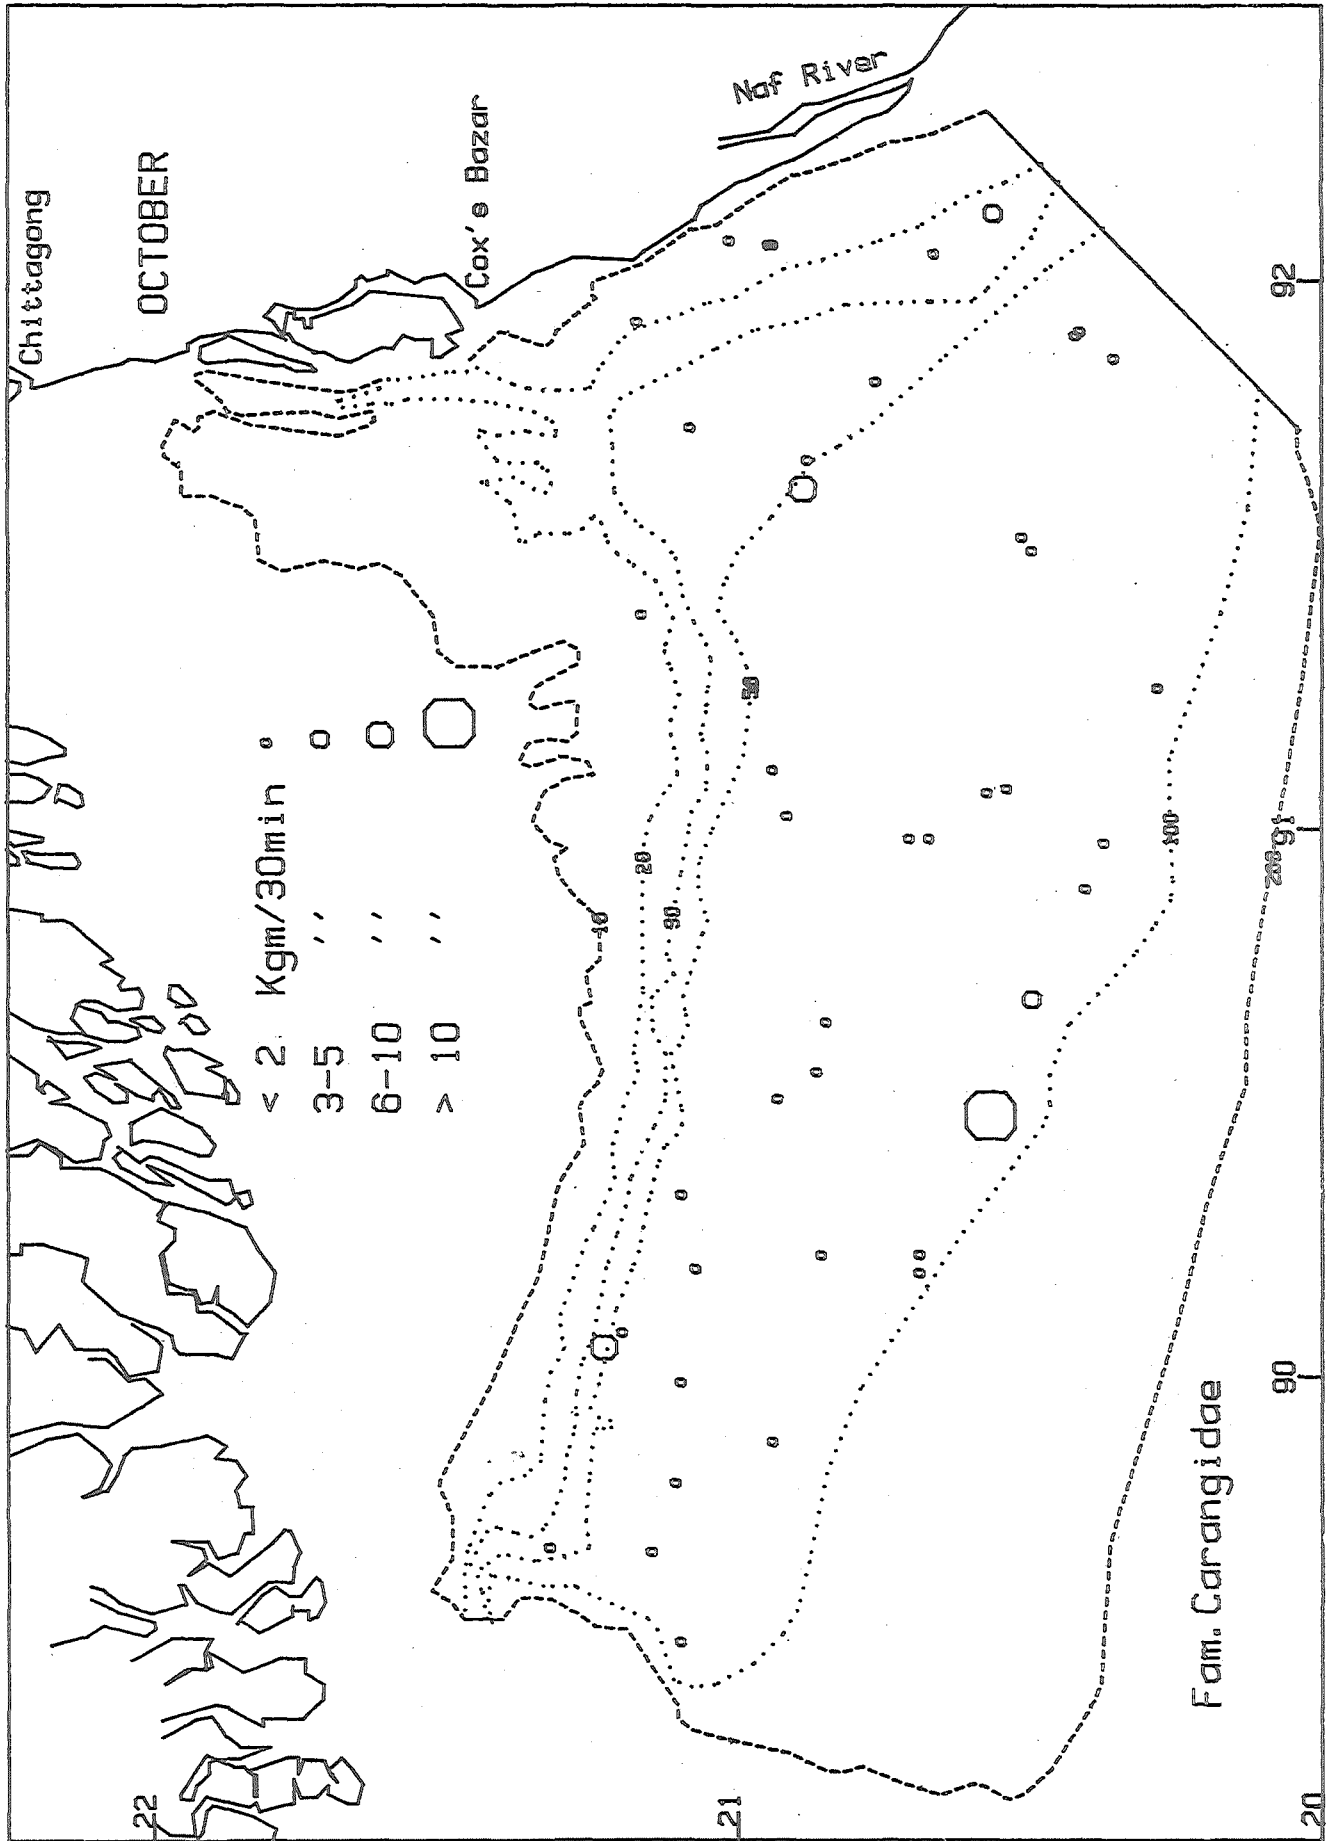 Chittagong
OCTOBER
Cox's Bazar
Naf River
< 2 Kgm/30min
3-5 ,,
6-10 ,,
> 10 ,,
10
20
50
100
200
22
21
20
90
91
92
Fam. Carangidae